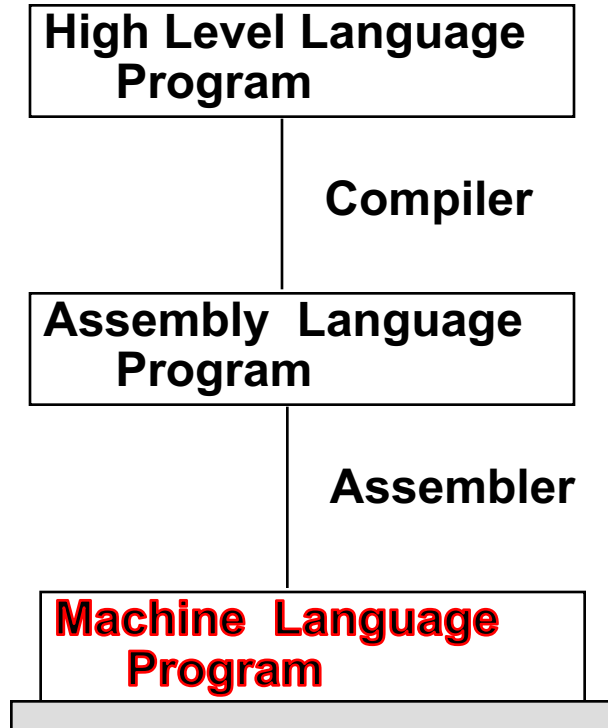 High Level Language
Program
Compiler
Assembly Language
Program
Assembler
Machine Language
Program